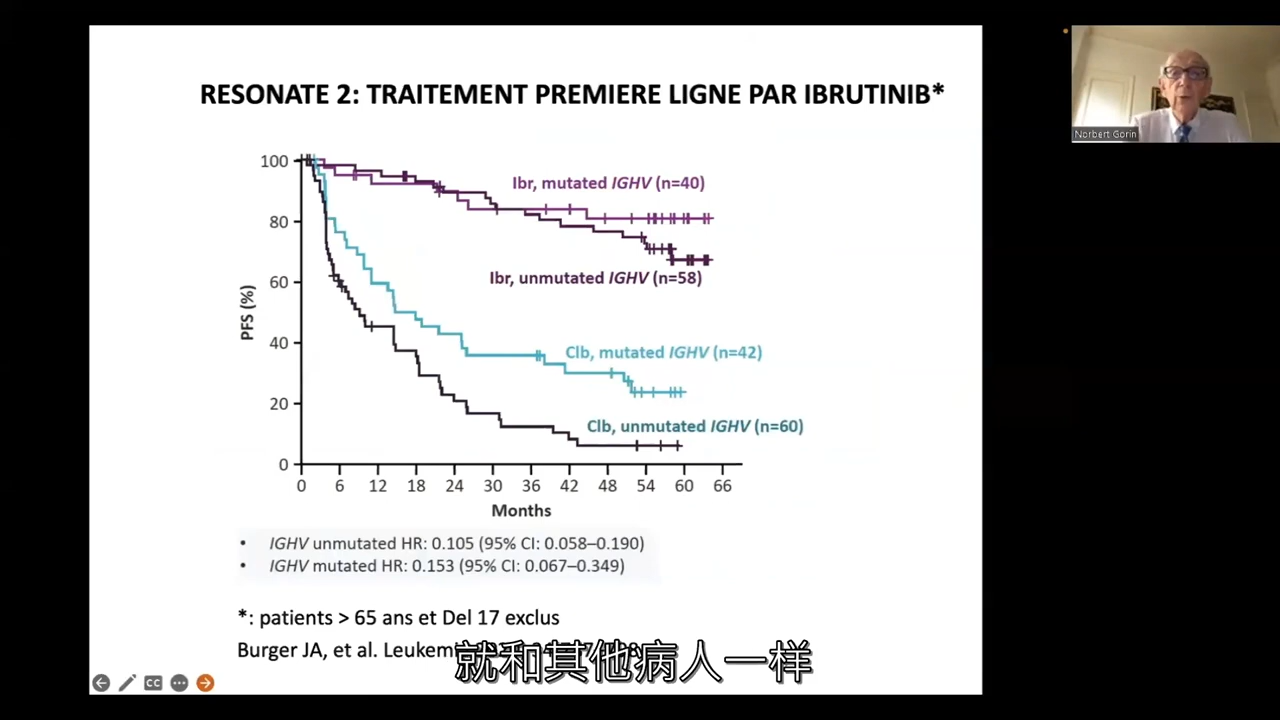 RESONATE 2: TRAITEMENT PREMIERE LIGNE PAR IBRUTINIB*
Norbert Gorin
PFS (%)
100
80
60
40
20
0
Ibr, mutated IGHV (n=40)
Ibr, unmutated IGHV (n=58)
Clb, mutated IGHV (n=42)
Clb, unmutated IGHV (n=60)
0 6 12 18 24 30 36 42 48 54 60 66
Months
• IGHV unmutated HR: 0.105 (95% CI: 0.058–0.190)
• IGHV mutated HR: 0.153 (95% CI: 0.067–0.349)
*: patients > 65 ans et Del 17 exclus
Burger JA, et al.
就和其他病人一样
CC